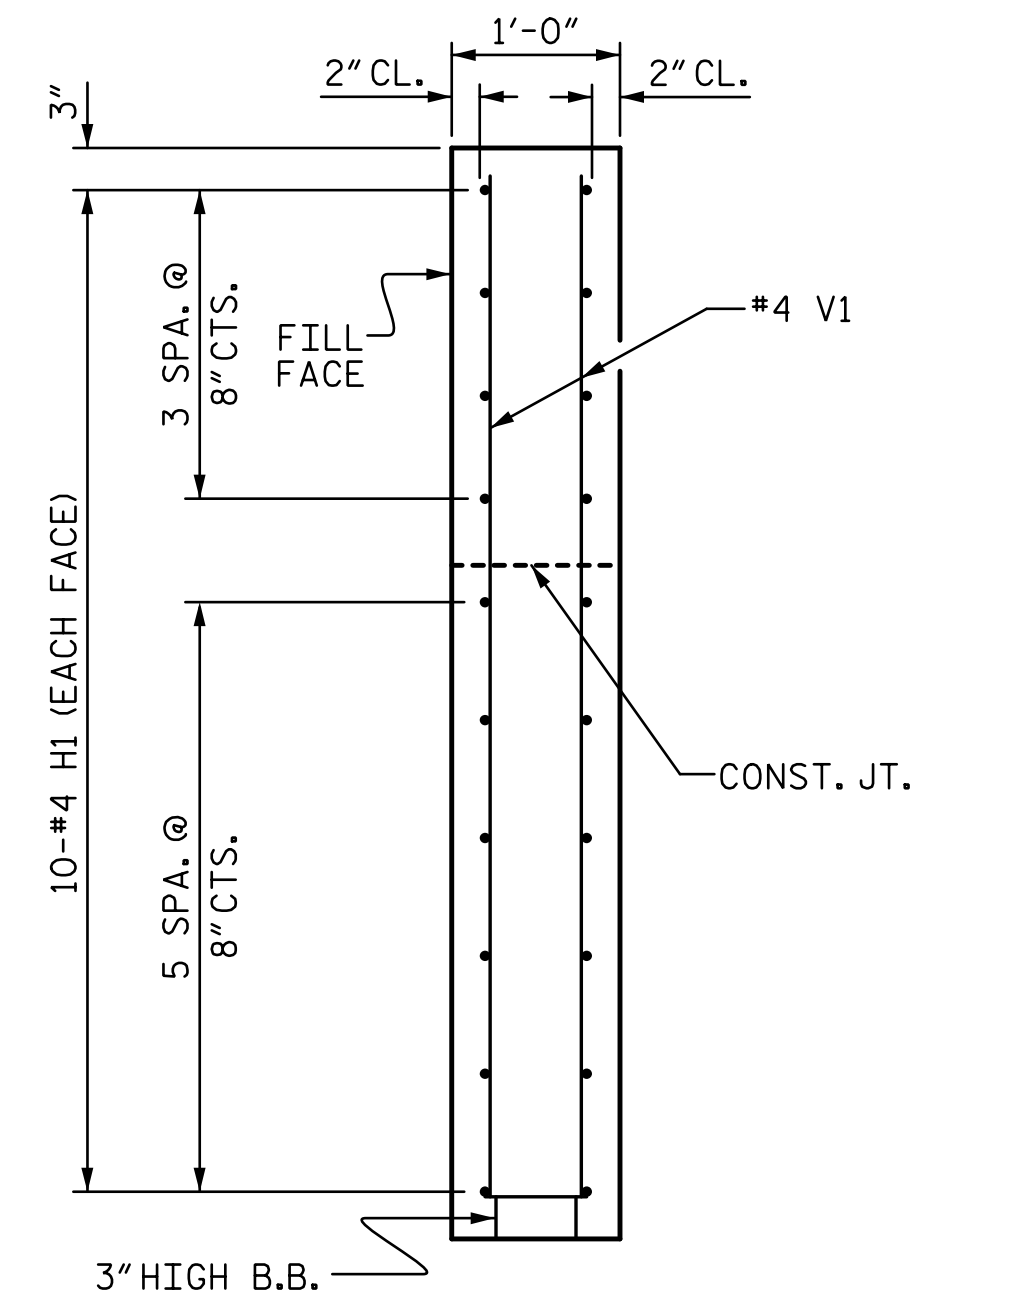 1'-0"
2" CL.
2" CL.
3"
3 SPA. @
8" CTS.
FILL
FACE
#4 V1
10-#4 H1 (EACH FACE)
CONST. JT.
5 SPA. @
8" CTS.
3" HIGH B.B.